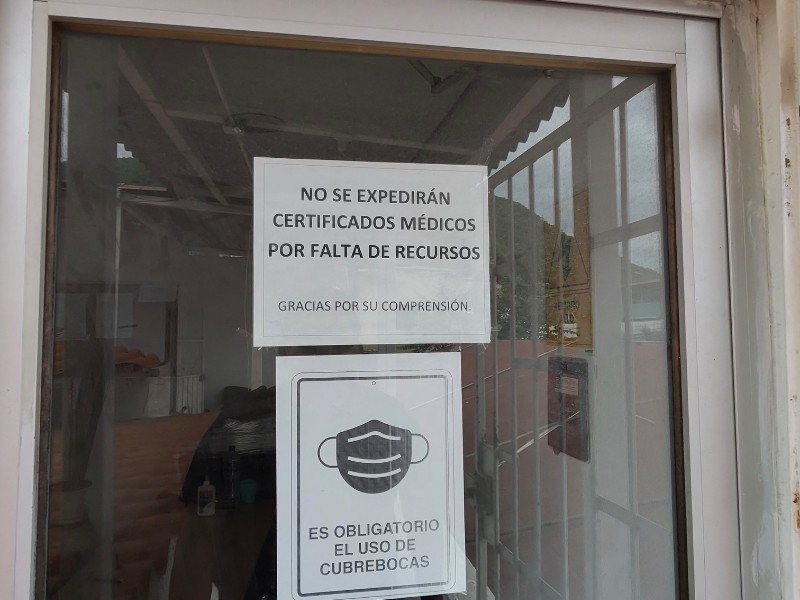 NO SE EXPEDIRÁN
CERTIFICADOS MÉDICOS
POR FALTA DE RECURSOS
GRACIAS POR SU COMPRENSIÓN.
ES OBLIGATORIO
EL USO DE
CUBREBOCAS